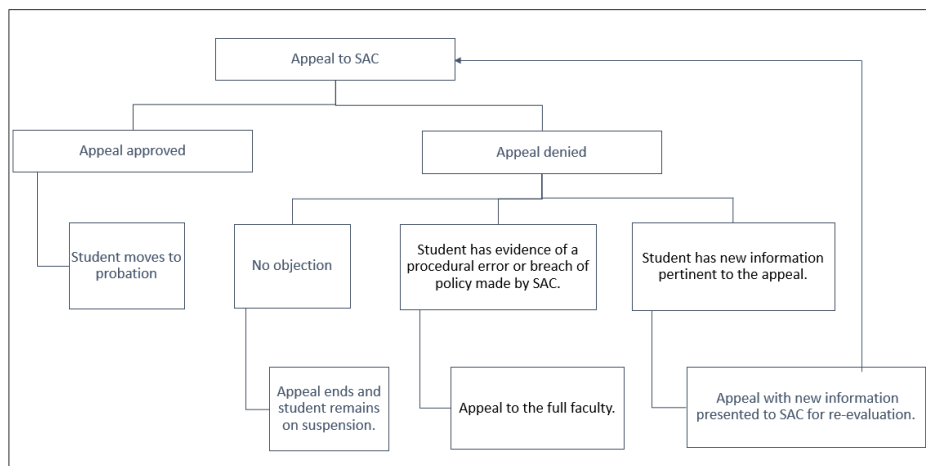 Appeal to SAC
Appeal approved
Appeal denied
Student moves to
probation
No objection
Student has evidence of a
procedural error or breach of
policy made by SAC.
Student has new information
pertinent to the appeal.
Appeal ends and
student remains
on suspension.
Appeal to the full faculty.
Appeal with new information
presented to SAC for re-evaluation.